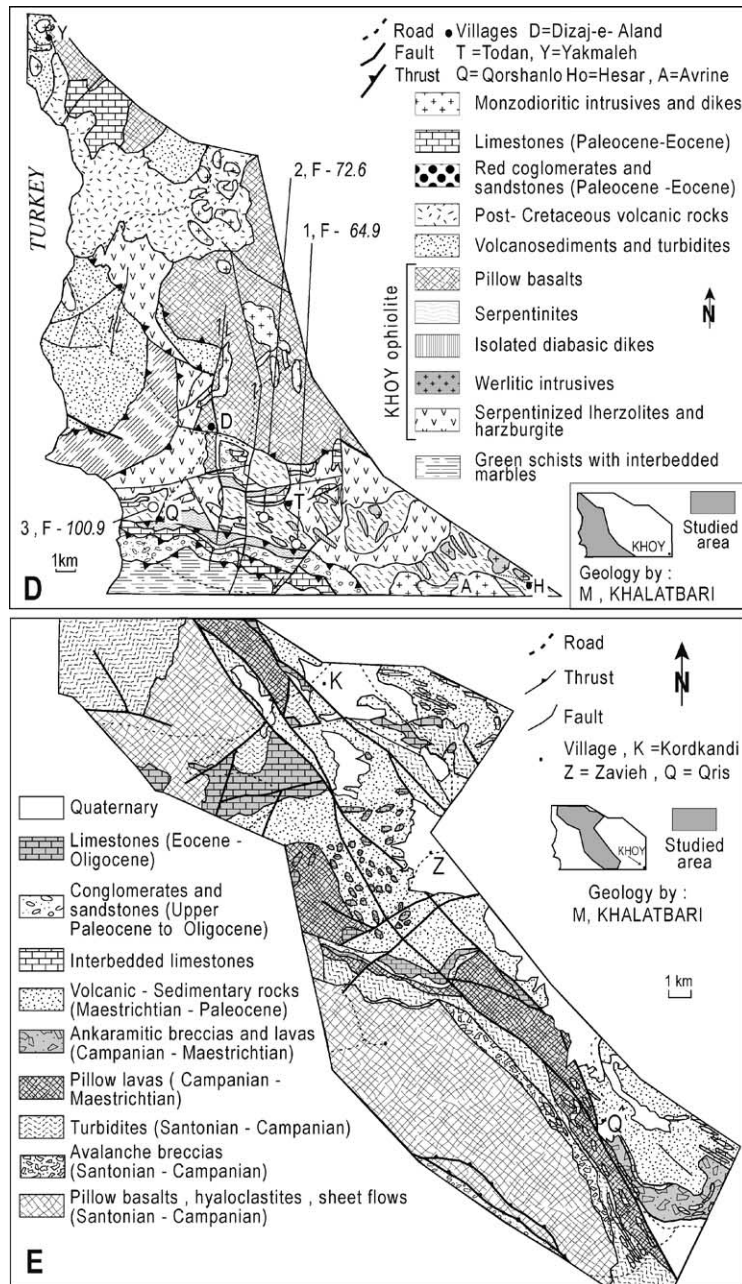 Road • Villages D=Dizaj-e- Aland
Fault T =Todan, Y=Yakmaleh
Thrust Q= Qorshanlo Ho=Hesar , A=Avrine
Monzodioritic intrusives and dikes
Limestones (Paleocene-Eocene)
Red coglomerates and
sandstones (Paleocene -Eocene)
Post- Cretaceous volcanic rocks
Volcanosediments and turbidites
KHOY ophiolite
Pillow basalts
Serpentinites
Isolated diabasic dikes
Werlitic intrusives
Serpentinized lherzolites and
harzburgite
Green schists with interbedded
marbles
N
Y
TURKEY
2, F - 72.6
1, F - 64.9
D
Q
T
3 , F - 100.9
1km
A
H
D
KHOY
Studied
area
Geology by :
M , KHALATBARI
Road
Thrust
Fault
Village , K =Kordkandi
Z = Zavieh , Q = Qris
N
K
Z
Q
KHOY
Studied
area
Geology by :
M, KHALATBARI
1 km
Quaternary
Limestones (Eocene -
Oligocene)
Conglomerates and
sandstones (Upper
Paleocene to Oligocene)
Interbedded limestones
Volcanic - Sedimentary rocks
(Maestrichtian - Paleocene)
Ankaramitic breccias and lavas
(Campanian - Maestrichtian)
Pillow lavas ( Campanian -
Maestrichtian)
Turbidites (Santonian - Campanian)
Avalanche breccias
(Santonian - Campanian)
Pillow basalts , hyaloclastites , sheet flows
(Santonian - Campanian)
E